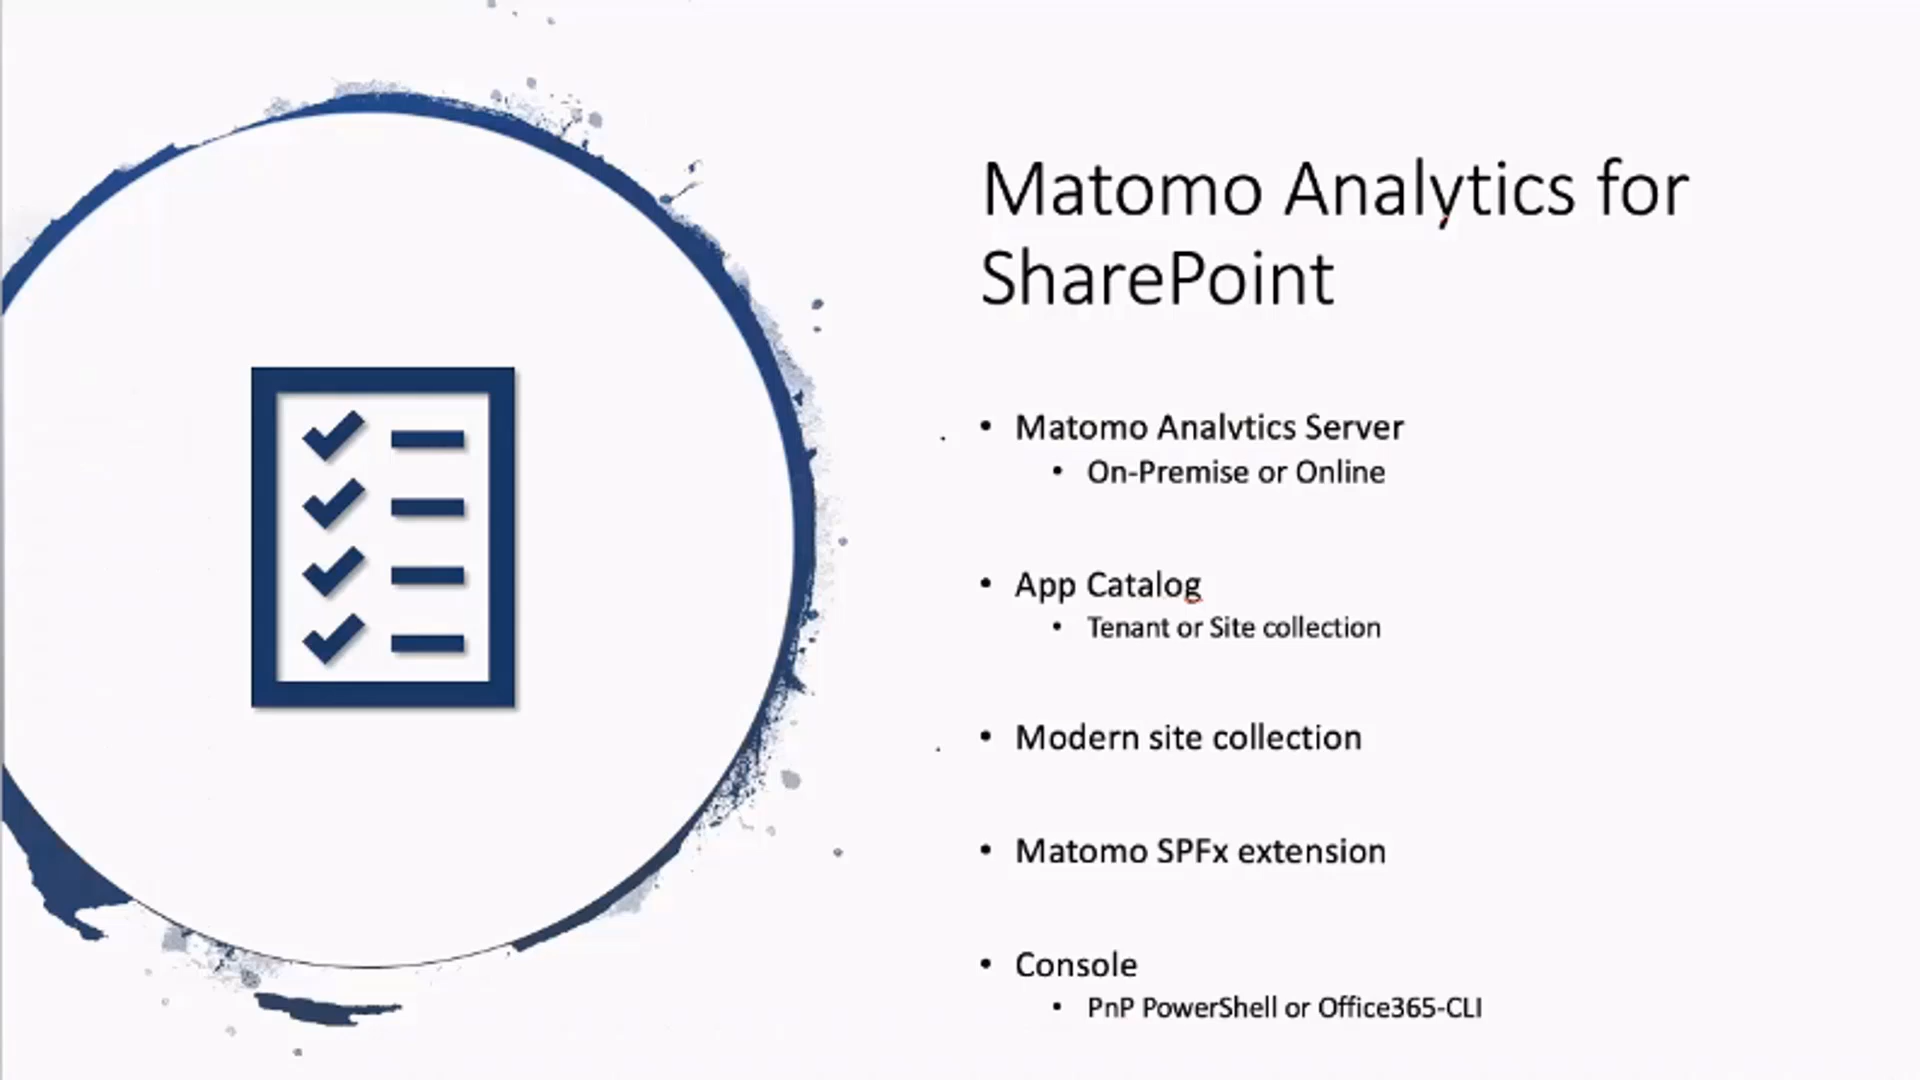 Matomo Analytics for
SharePoint
• Matomo Analytics Server
• On-Premise or Online
• App Catalog
• Tenant or Site collection
• Modern site collection
• Matomo SPFx extension
• Console
• PnP PowerShell or Office365-CLI